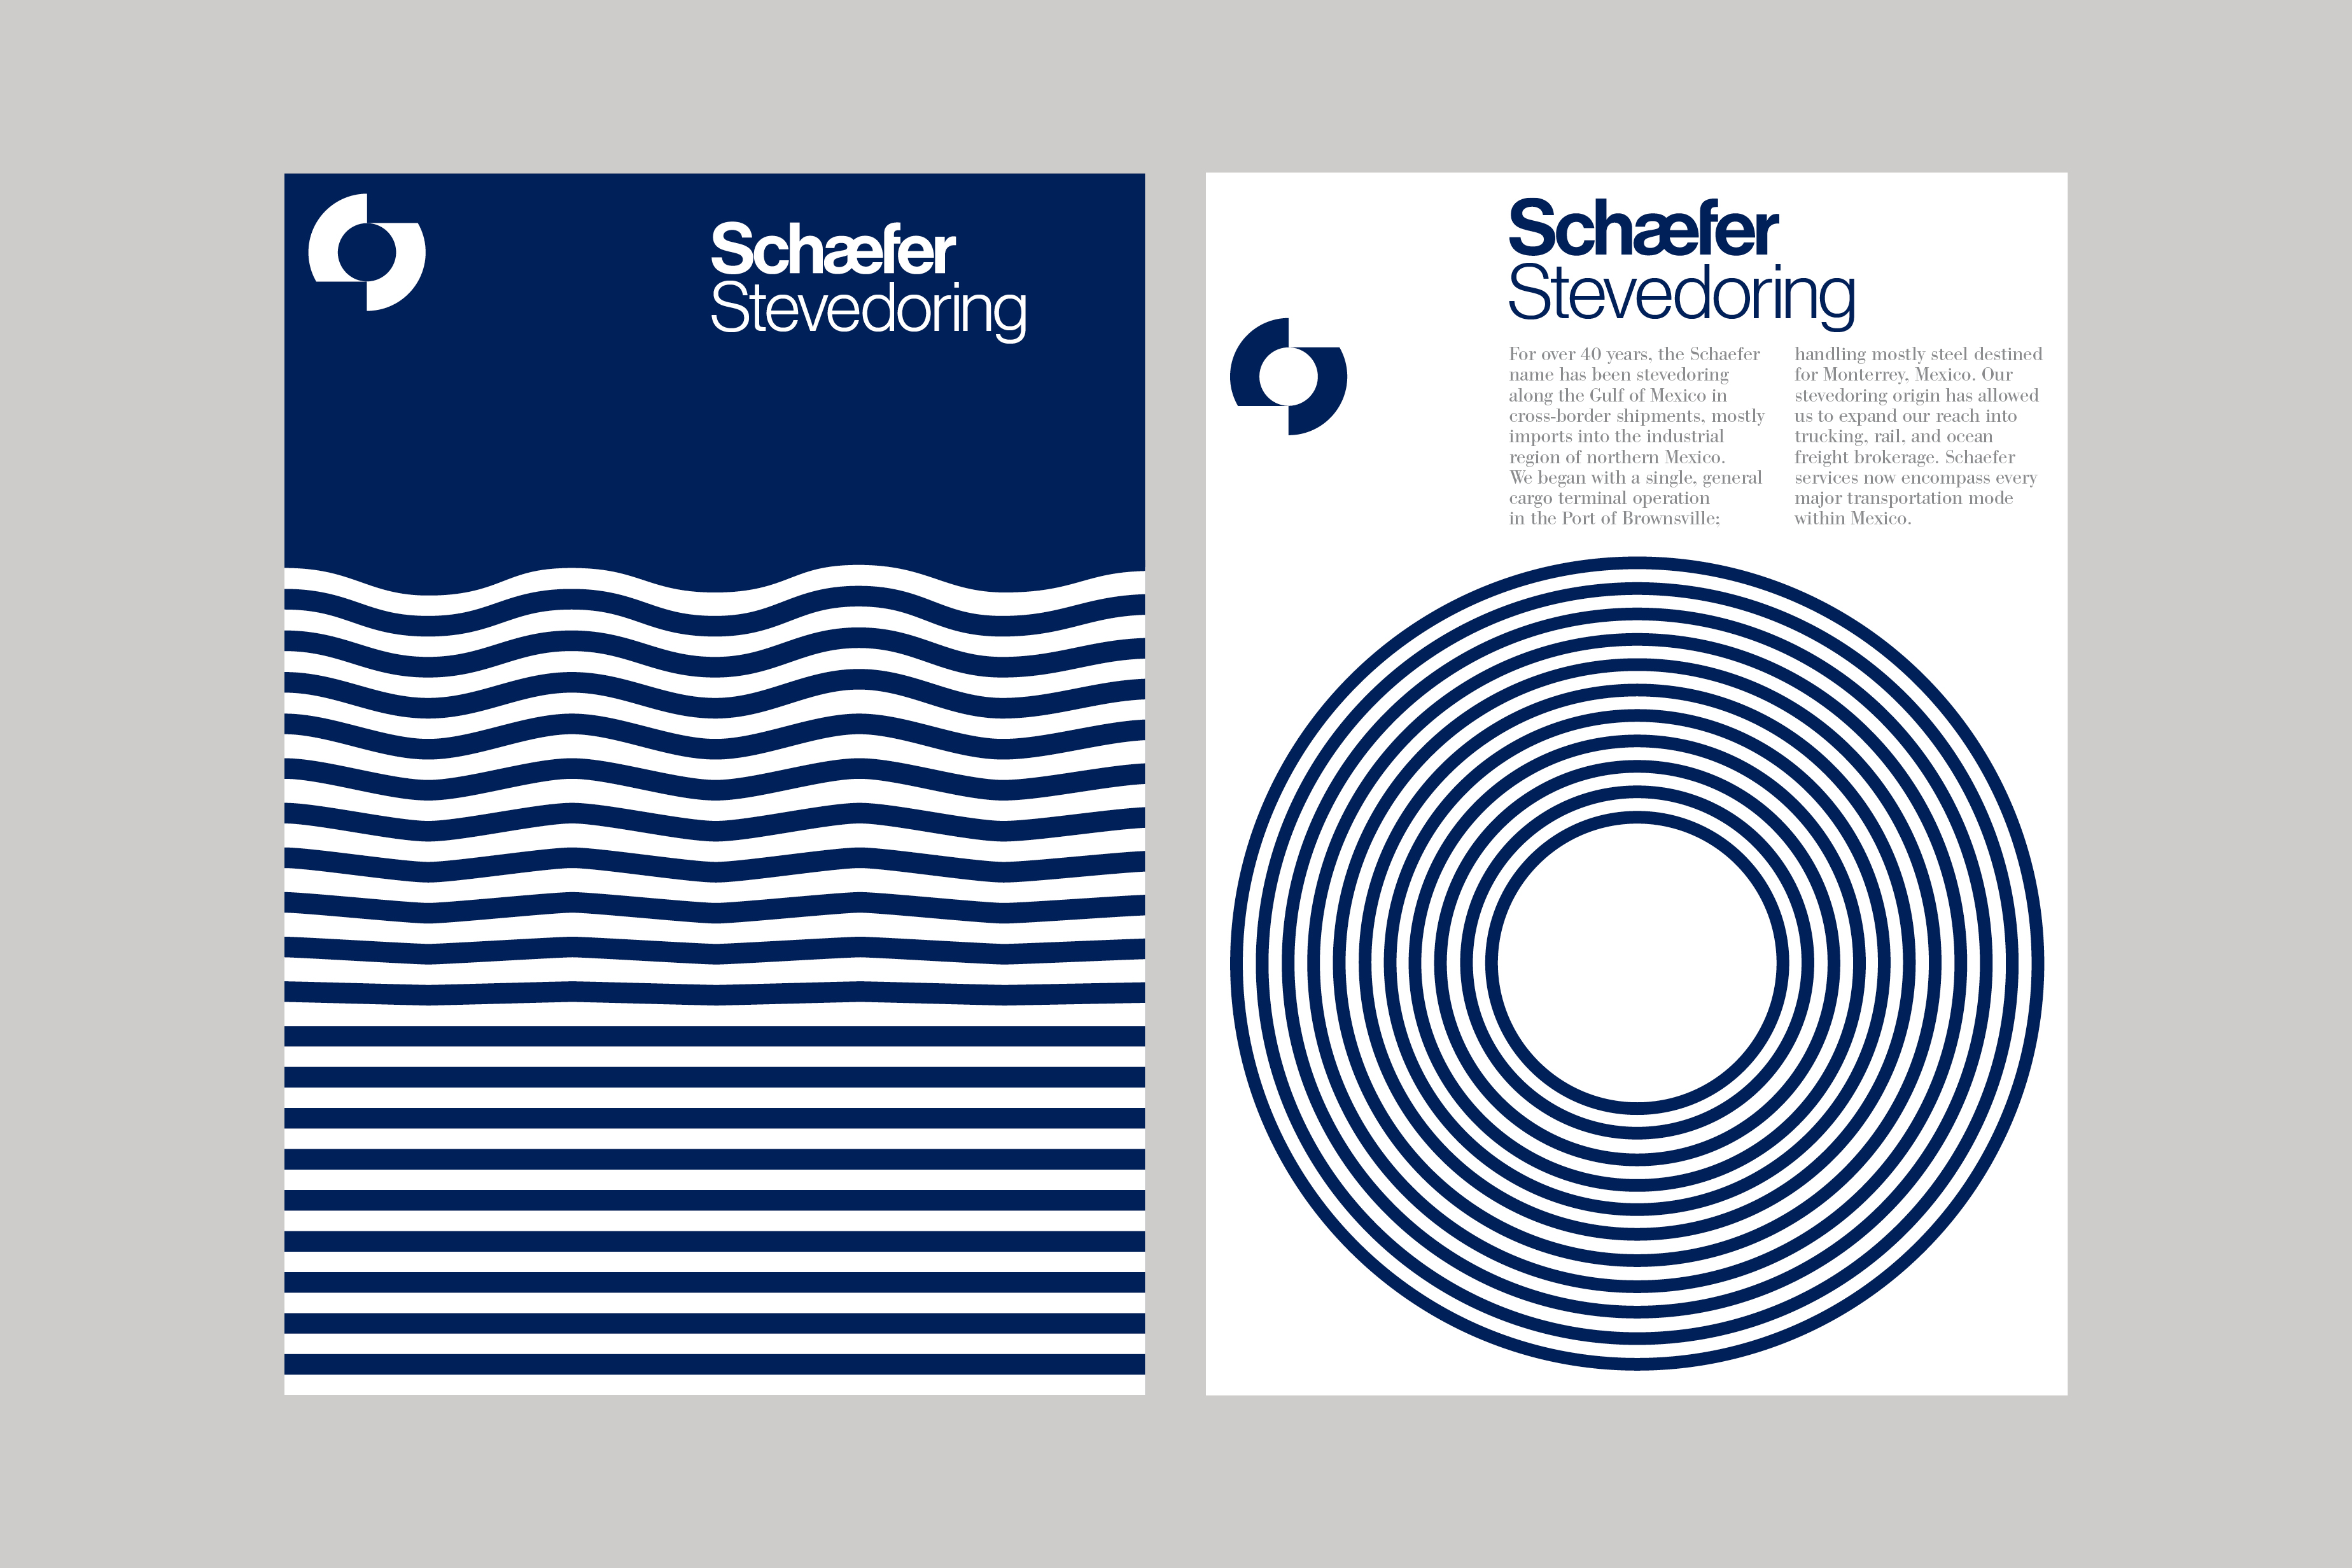 Schæfer
Stevedoring
Schæfer
Stevedoring
For over 40 years, the Schaefer
name has been stevedoring
along the Gulf of Mexico in
cross-border shipments, mostly
imports into the industrial
region of northern Mexico.
We began with a single, general
cargo terminal operation
in the Port of Brownsville;
handling mostly steel destined
for Monterrey, Mexico. Our
stevedoring origin has allowed
us to expand our reach into
trucking, rail, and ocean
freight brokerage. Schaefer
services now encompass every
major transportation mode
within Mexico.